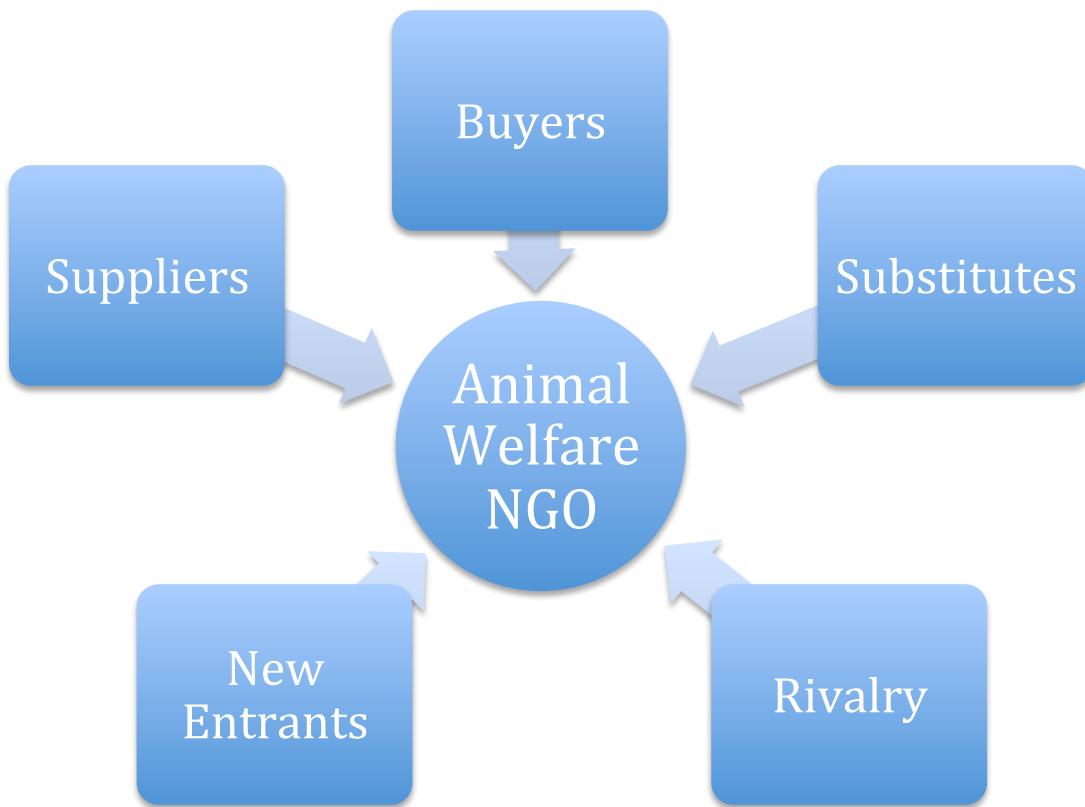 Buyers
Suppliers
Substitutes
Animal
Welfare
NGO
New
Entrants
Rivalry